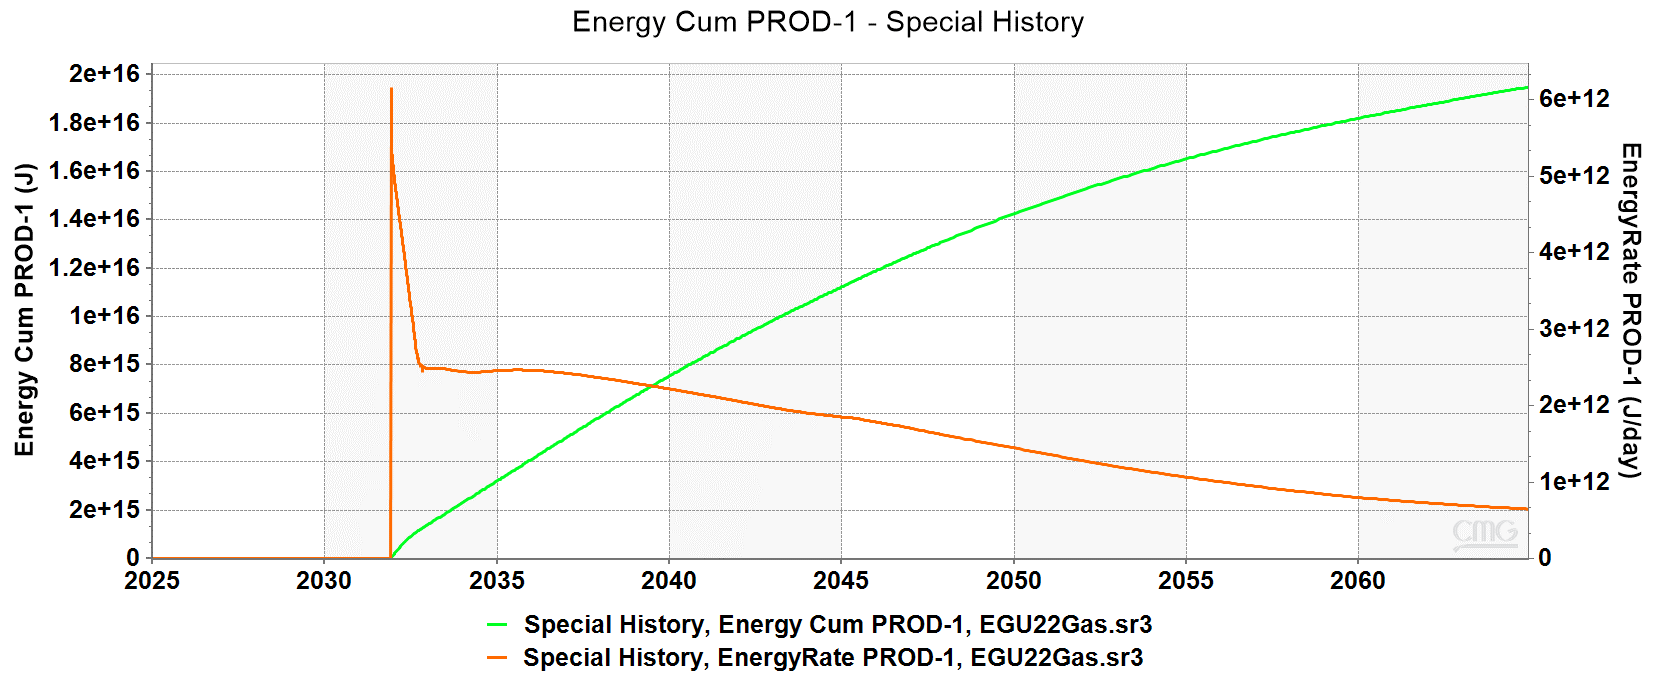 Energy Cum PROD-1 - Special History
2e+16
1.8e+16
1.6e+16
1.4e+16
1.2e+16
1e+16
8e+15
6e+15
4e+15
2e+15
0
Energy Cum PROD-1 (J)
6e+12
5e+12
4e+12
3e+12
2e+12
1e+12
0
EnergyRate PROD-1 (J/day)
CMG
2025 2030 2035 2040 2045 2050 2055 2060
Special History, Energy Cum PROD-1, EGU22Gas.sr3
Special History, EnergyRate PROD-1, EGU22Gas.sr3